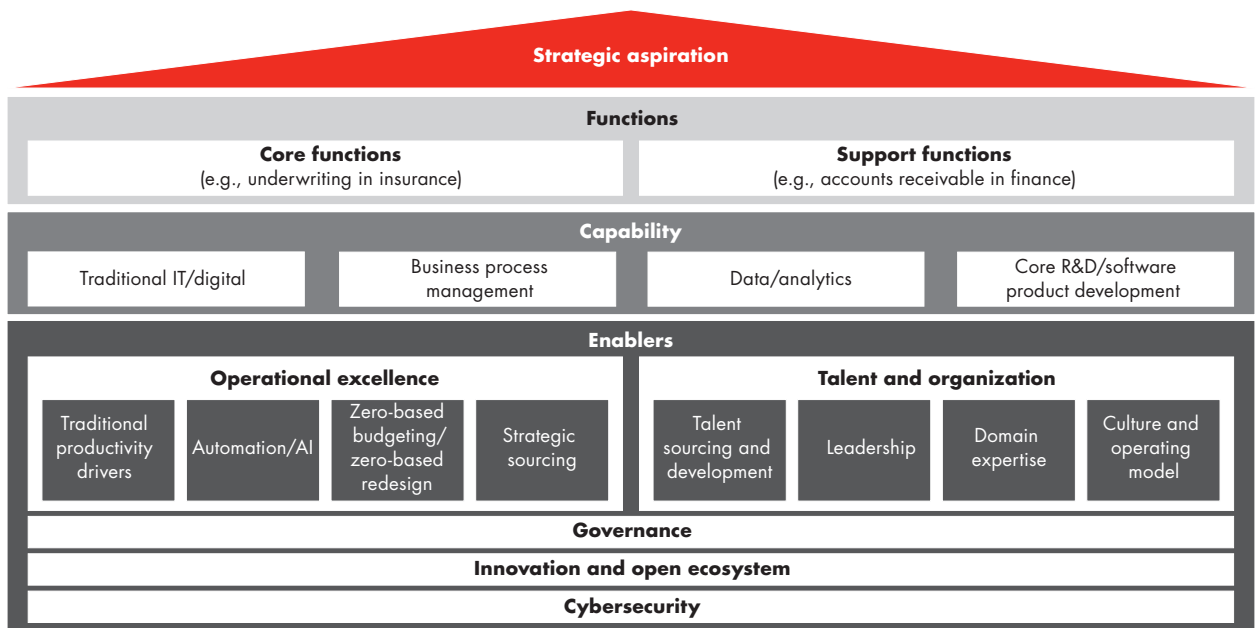 Strategic aspiration
Functions
Core functions
(e.g., underwriting in insurance)
Support functions
(e.g., accounts receivable in finance)
Capability
Traditional IT/digital
Business process
management
Data/analytics
Core R&D/software
product development
Enablers
Operational excellence
Traditional
productivity
drivers
Automation/AI
Zero-based
budgeting/
zero-based
redesign
Strategic
sourcing
Talent and organization
Talent
sourcing and
development
Leadership
Domain
expertise
Culture and
operating
model
Governance
Innovation and open ecosystem
Cybersecurity